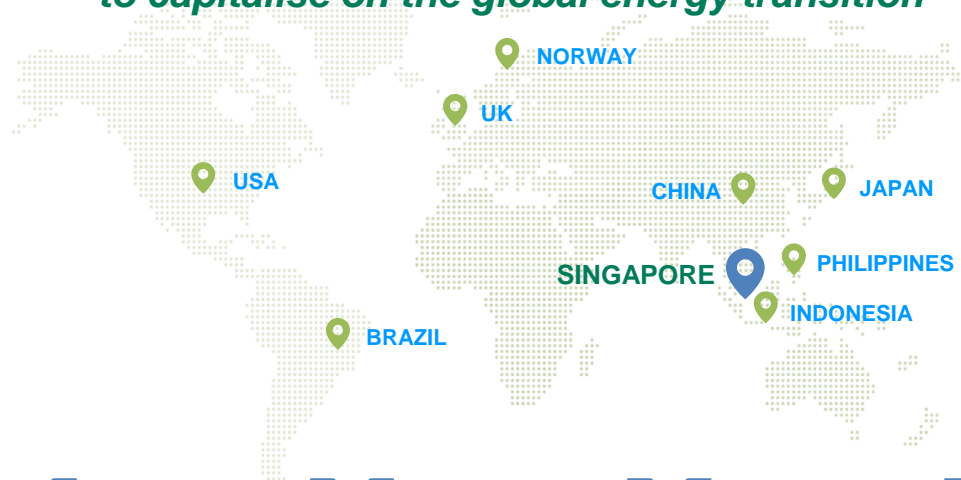 to capitalise on the global energy transition
NORWAY
UK
USA
CHINA
JAPAN
SINGAPORE
PHILIPPINES
INDONESIA
BRAZIL